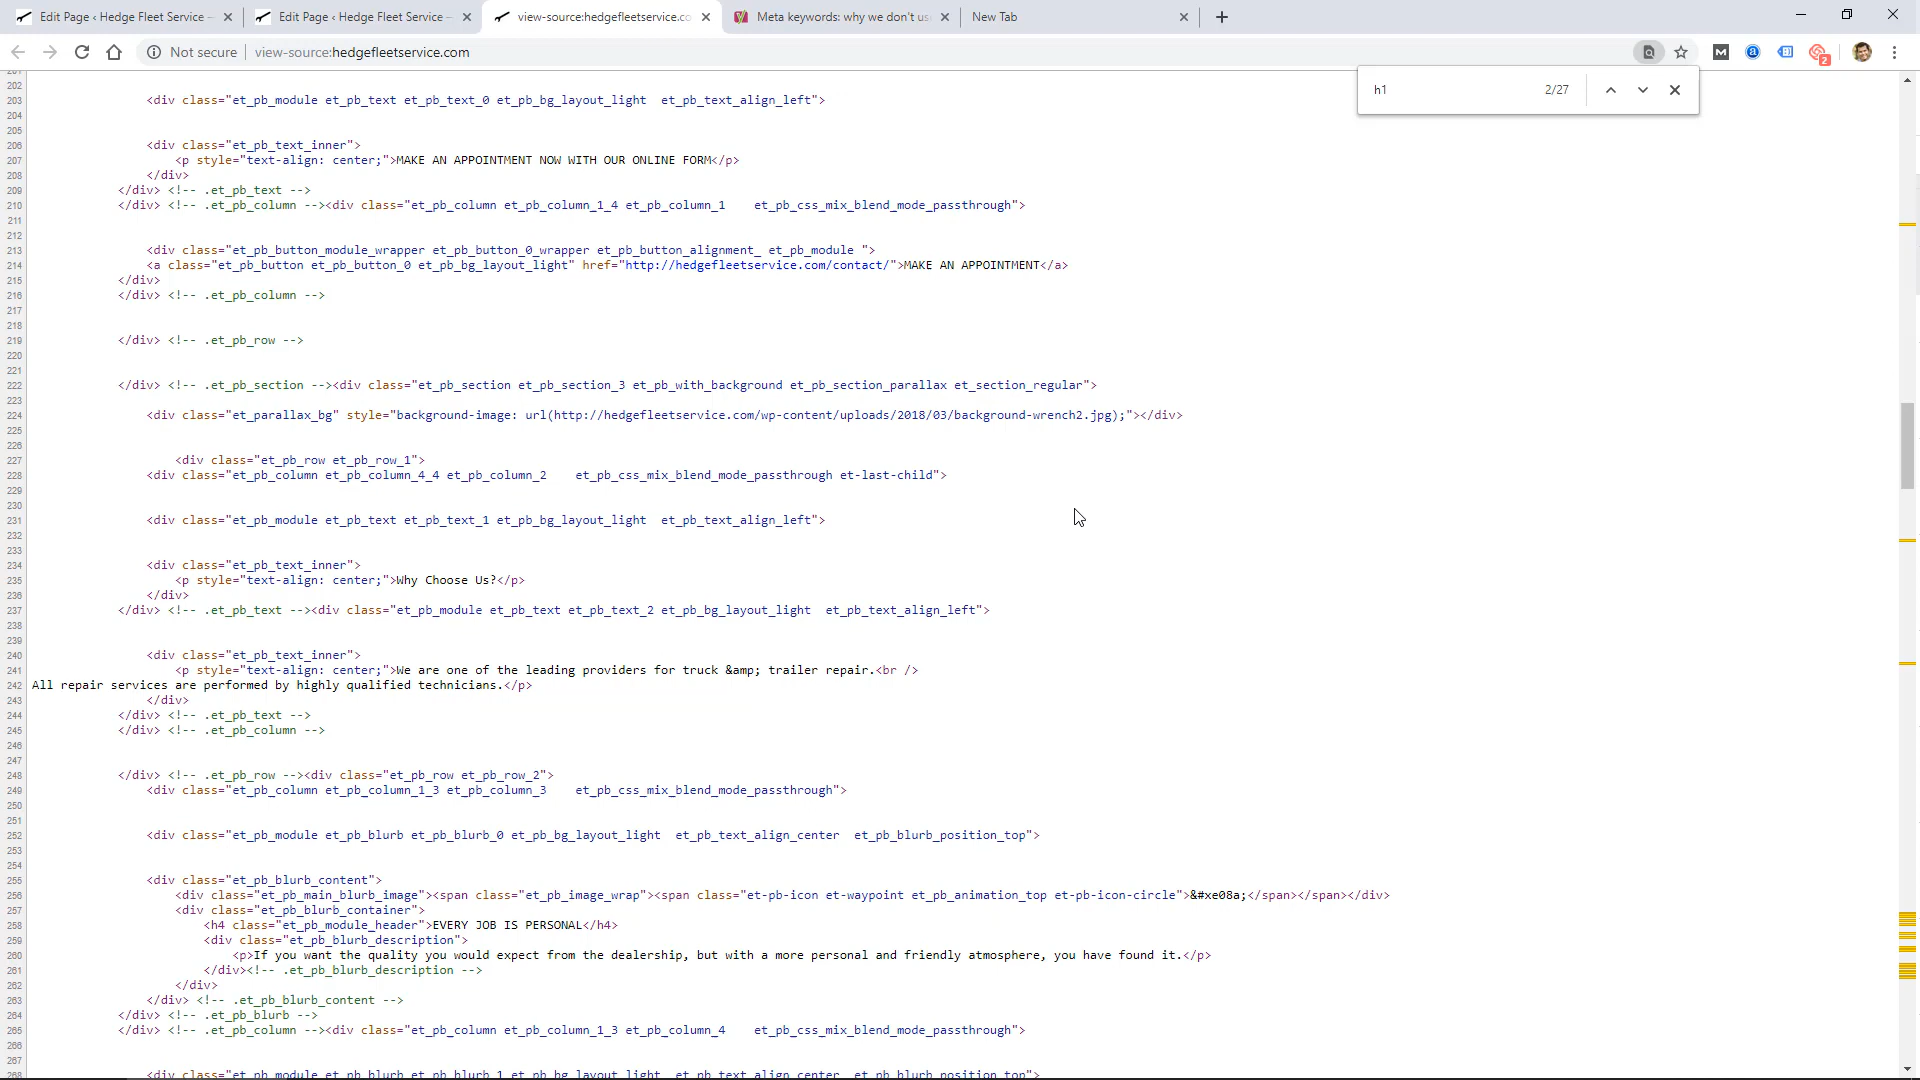 Edit Page ‹ Hedge Fleet Service –
Edit Page ‹ Hedge Fleet Service –
view-source:hedgefleetservice.co
Meta keywords: why we don't us
New Tab
Not secure
view-source:hedgefleetservice.com
2
h1
2/27
202
203 <div class="et_pb_module et_pb_text et_pb_text_0 et_pb_bg_layout_light  et_pb_text_align_left">
204
205
206 <div class="et_pb_text_inner">
207 <p style="text-align: center;">MAKE AN APPOINTMENT NOW WITH OUR ONLINE FORM</p>
208 </div>
209 </div> <!-- .et_pb_text -->
210 </div> <!-- .et_pb_column --><div class="et_pb_column et_pb_column_1_4 et_pb_column_1    et_pb_css_mix_blend_mode_passthrough">
211
212
213 <div class="et_pb_button_module_wrapper et_pb_button_0_wrapper et_pb_button_alignment_ et_pb_module ">
214 <a class="et_pb_button et_pb_button_0 et_pb_bg_layout_light" href="http://hedgefleetservice.com/contact/">MAKE AN APPOINTMENT</a>
215 </div>
216 </div> <!-- .et_pb_column -->
217
218
219 </div> <!-- .et_pb_row -->
220
221
222 </div> <!-- .et_pb_section --><div class="et_pb_section et_pb_section_3 et_pb_with_background et_pb_section_parallax et_section_regular">
223
224 <div class="et_parallax_bg" style="background-image: url(http://hedgefleetservice.com/wp-content/uploads/2018/03/background-wrench2.jpg);"></div>
225
226
227 <div class="et_pb_row et_pb_row_1">
228 <div class="et_pb_column et_pb_column_4_4 et_pb_column_2    et_pb_css_mix_blend_mode_passthrough et-last-child">
229
230
231 <div class="et_pb_module et_pb_text et_pb_text_1 et_pb_bg_layout_light  et_pb_text_align_left">
232
233
234 <div class="et_pb_text_inner">
235 <p style="text-align: center;">Why Choose Us?</p>
236 </div>
237 </div> <!-- .et_pb_text --><div class="et_pb_module et_pb_text et_pb_text_2 et_pb_bg_layout_light  et_pb_text_align_left">
238
239
240 <div class="et_pb_text_inner">
241 <p style="text-align: center;">We are one of the leading providers for truck &amp; trailer repair.<br />
242 All repair services are performed by highly qualified technicians.</p>
243 </div>
244 </div> <!-- .et_pb_text -->
245 </div> <!-- .et_pb_column -->
246
247
248 </div> <!-- .et_pb_row --><div class="et_pb_row et_pb_row_2">
249 <div class="et_pb_column et_pb_column_1_3 et_pb_column_3    et_pb_css_mix_blend_mode_passthrough">
250
251
252 <div class="et_pb_module et_pb_blurb et_pb_blurb_0 et_pb_bg_layout_light  et_pb_text_align_center  et_pb_blurb_position_top">
253
254
255 <div class="et_pb_blurb_content">
256 <div class="et_pb_main_blurb_image"><span class="et_pb_image_wrap"><span class="et-pb-icon et-waypoint et_pb_animation_top et-pb-icon-circle">&#xe08a;</span></span></div>
257 <div class="et_pb_blurb_container">
258 <h4 class="et_pb_module_header">EVERY JOB IS PERSONAL</h4>
259 <div class="et_pb_blurb_description">
260 <p>If you want the quality you would expect from the dealership, but with a more personal and friendly atmosphere, you have found it.</p>
261 </div><!-- .et_pb_blurb_description -->
262 </div>
263 </div> <!-- .et_pb_blurb_content -->
264 </div> <!-- .et_pb_blurb -->
265 </div> <!-- .et_pb_column --><div class="et_pb_column et_pb_column_1_3 et_pb_column_4    et_pb_css_mix_blend_mode_passthrough">
266
267
268 <div class="et_pb_module et_pb_blurb et_pb_blurb_1 et_pb_bg_layout_light  et_pb_text_align_center  et_pb_blurb_position_top">